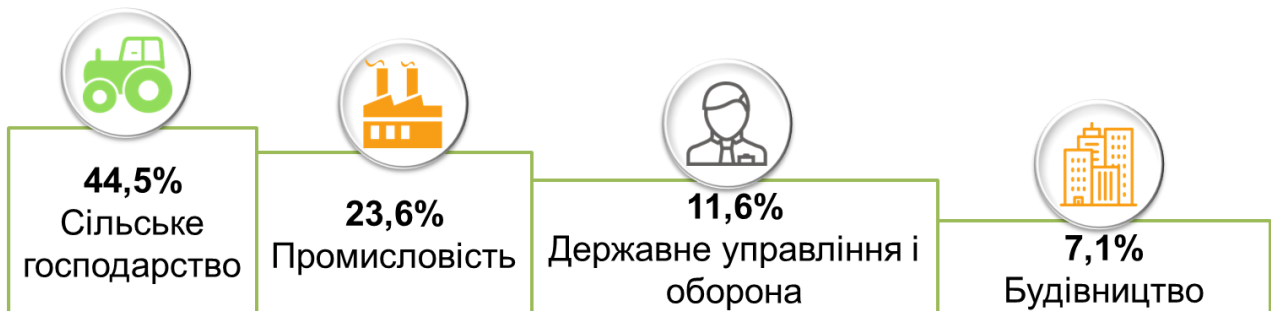 44,5%
Сільське
господарство
23,6%
Промисловість
11,6%
Державне управління і
оборона
7,1%
Будівництво